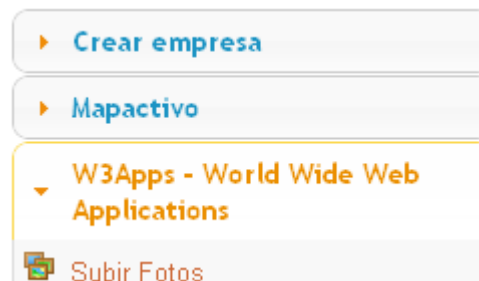 Crear empresa
Mapactivo
W3Apps - World Wide Web
Applications
Subir Fotos